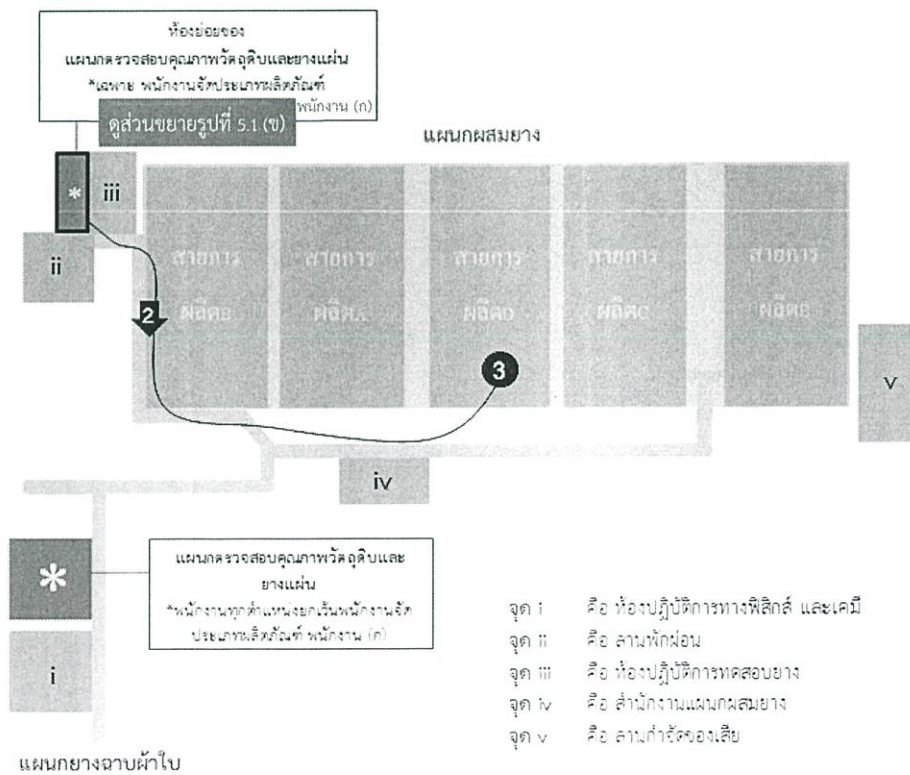 ห้องย่อยของ
แผนกตรวจสอบคุณภาพวัตถุดิบและยางแผ่น
*เฉพาะ พนักงานจัดประเภทผลิตภัณฑ์
พนักงาน (ก)
ดูส่วนขยายรูปที่ 5.1 (ข)
แผนกผสมยาง
*
iii
ii
สายการ
ผลิตE
สายการ
ผลิตA
สายการ
ผลิตD
สายการ
ผลิตC
สายการ
ผลิตB
2
3
v
iv
*
i
แผนกตรวจสอบคุณภาพวัตถุดิบและ
ยางแผ่น
*พนักงานทุกตำแหน่งยกเว้นพนักงานจัด
ประเภทผลิตภัณฑ์ พนักงาน (ก)
จุด i คือ ห้องปฏิบัติการทางฟิสิกส์ และเคมี
จุด ii คือ ลานพักผ่อน
จุด iii คือ ห้องปฏิบัติการทดสอบยาง
จุด iv คือ สำนักงานแผนกผสมยาง
จุด v คือ ลานกำจัดของเสีย
แผนกยางฉาบผ้าใบ